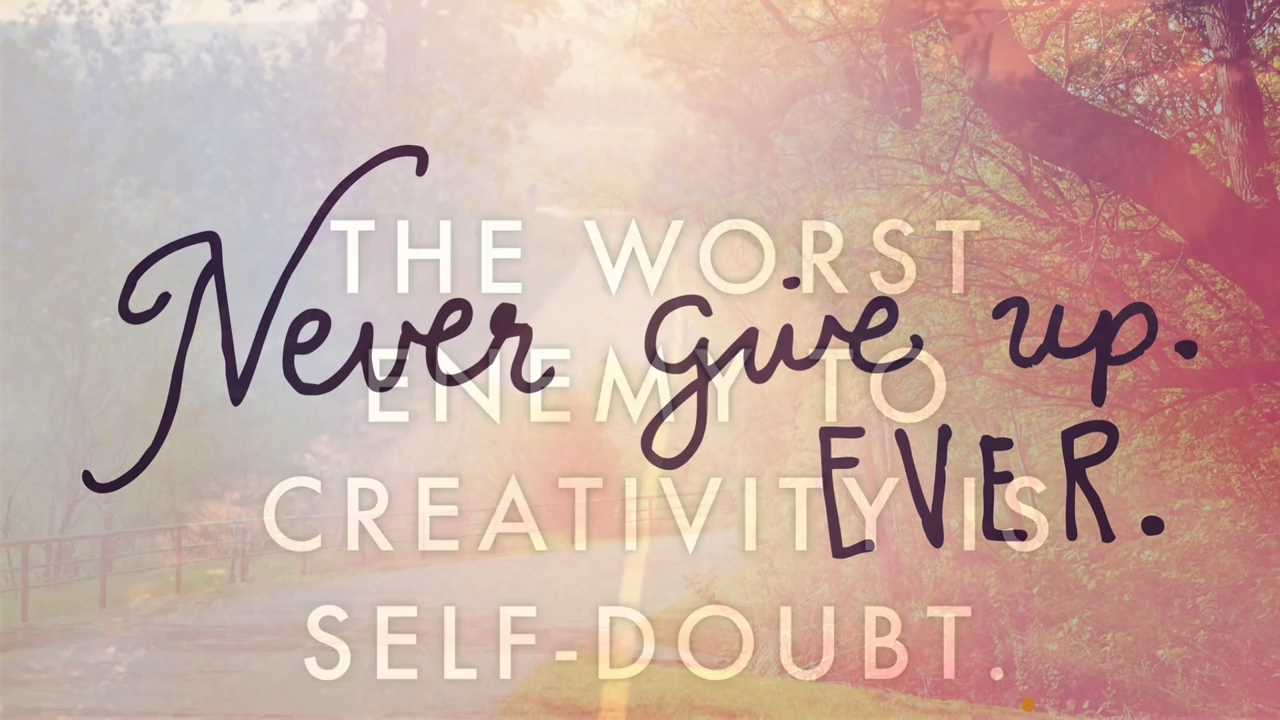 THE WORST
Never give up.
ENEMY TO
EVER.
CREATIVITY IS
SELF-DOUBT.